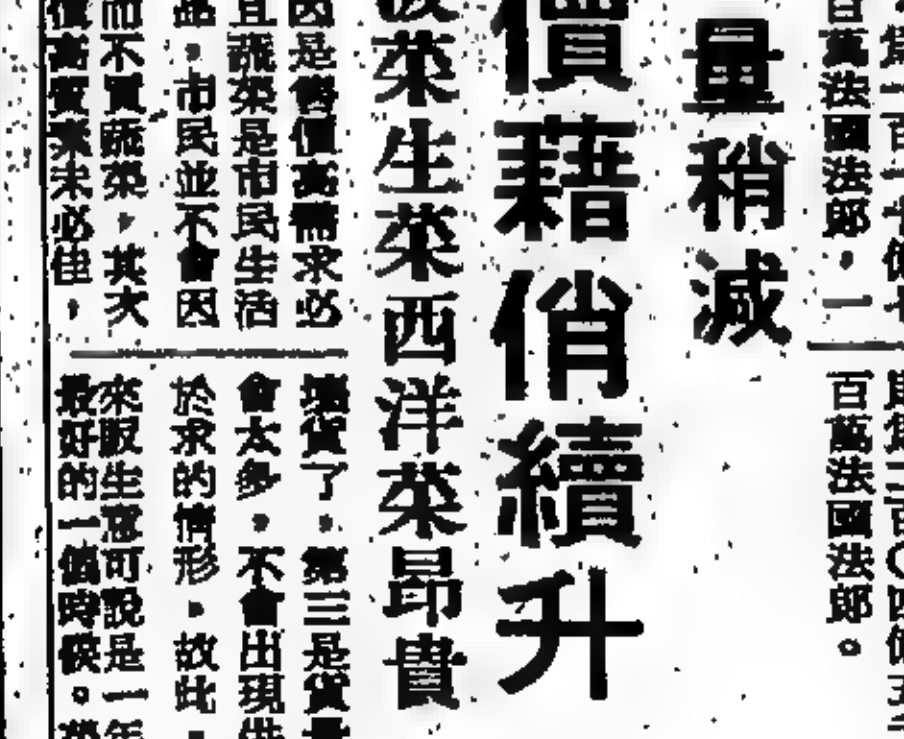 百萬法國法郎，二
百萬法國法郎。
量稍減
價藉俏續升
菠菜生菜西洋菜昂貴
因是售價高需求必
且蔬菜是市民生活
品，市民並不會因
而不買蔬菜，其次
未必佳，
壞貨了，第三是貨量
會太多，不會出現供
於求的情形，故此，
來販生意可說是一年
最好的一個時候。